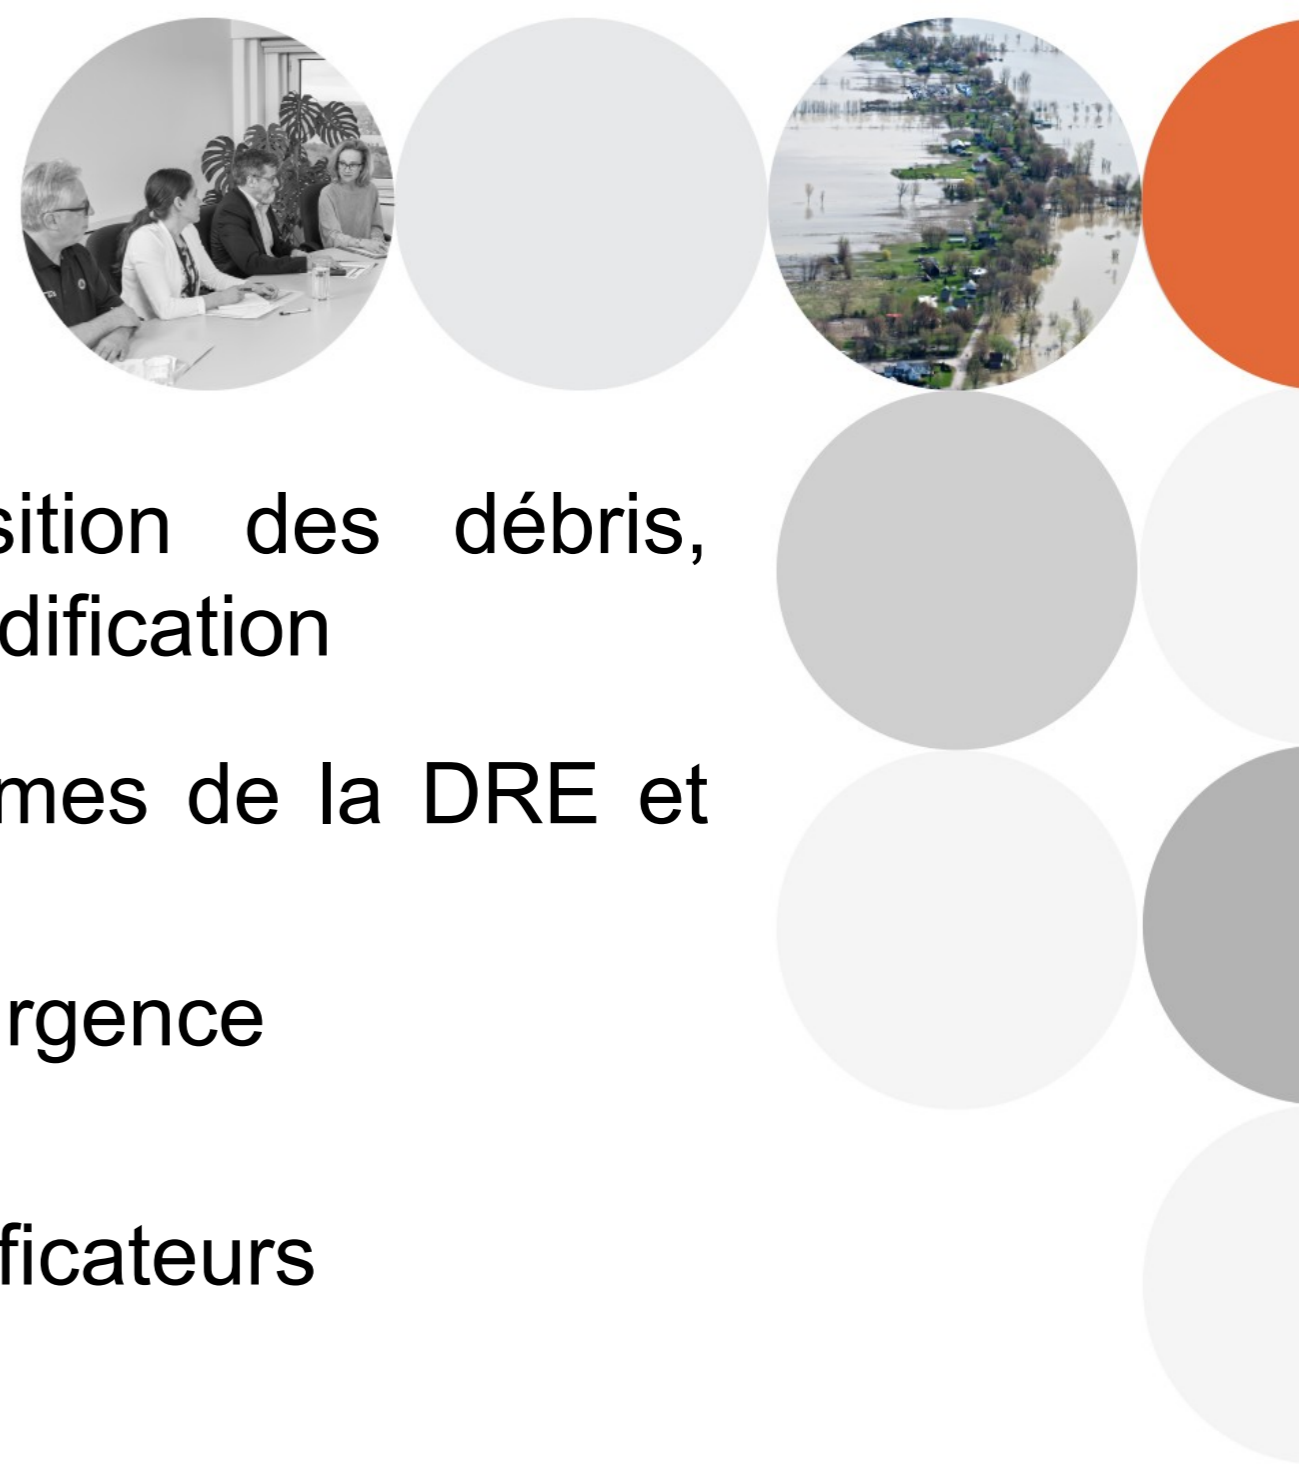 sition des débris,
dification
mes de la DRE et
rgence
ficateurs